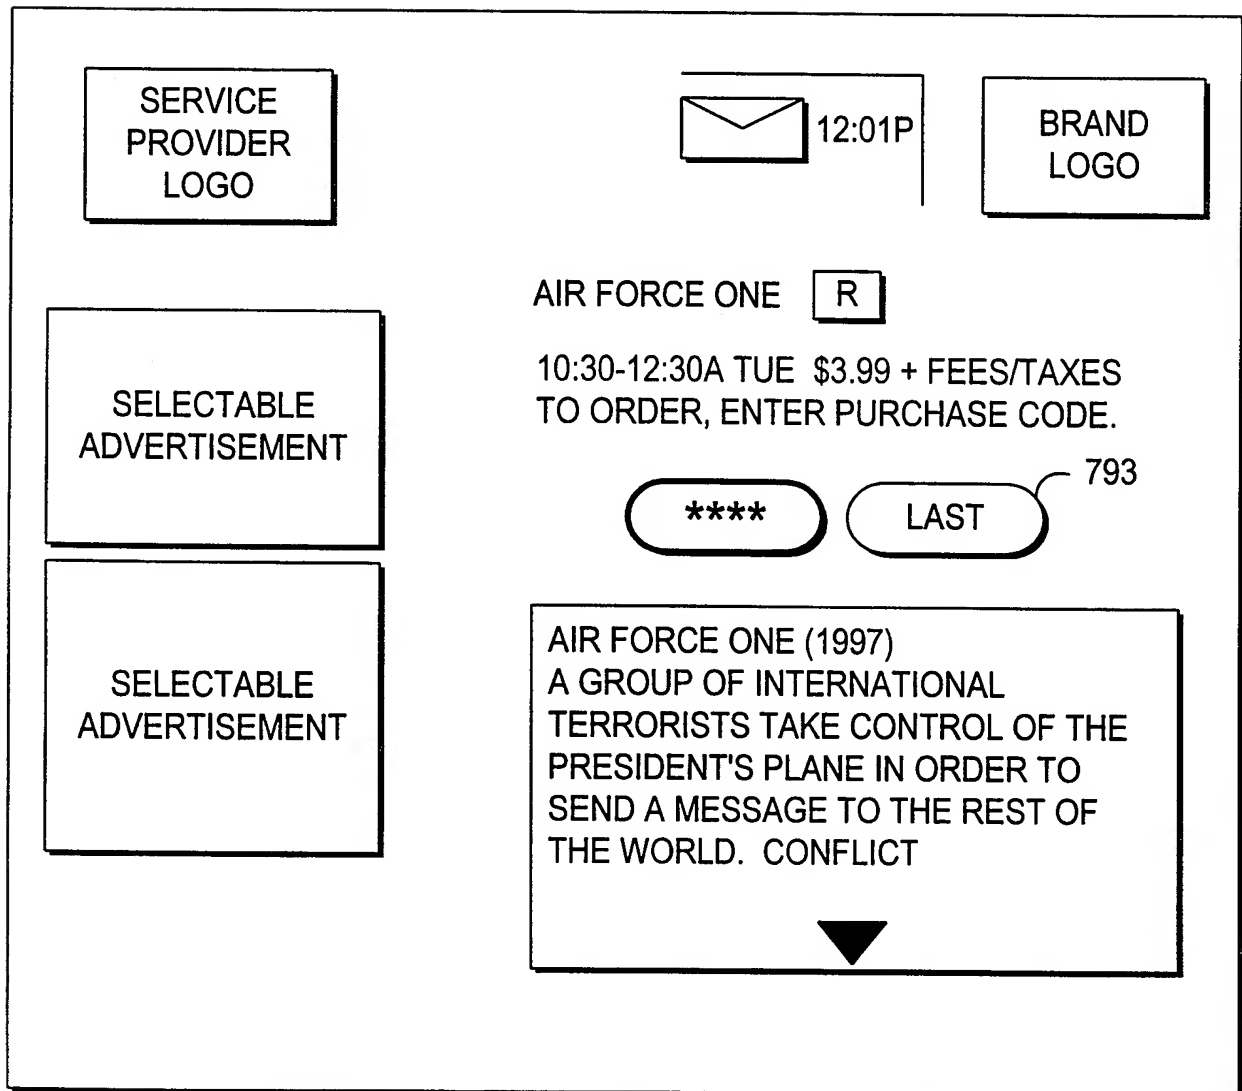 SERVICE
PROVIDER
LOGO
12:01P
BRAND
LOGO
AIR FORCE ONE R
10:30-12:30A TUE $3.99 + FEES/TAXES
TO ORDER, ENTER PURCHASE CODE.
SELECTABLE
ADVERTISEMENT
**** LAST 793
SELECTABLE
ADVERTISEMENT
AIR FORCE ONE (1997)
A GROUP OF INTERNATIONAL
TERRORISTS TAKE CONTROL OF THE
PRESIDENT'S PLANE IN ORDER TO
SEND A MESSAGE TO THE REST OF
THE WORLD. CONFLICT